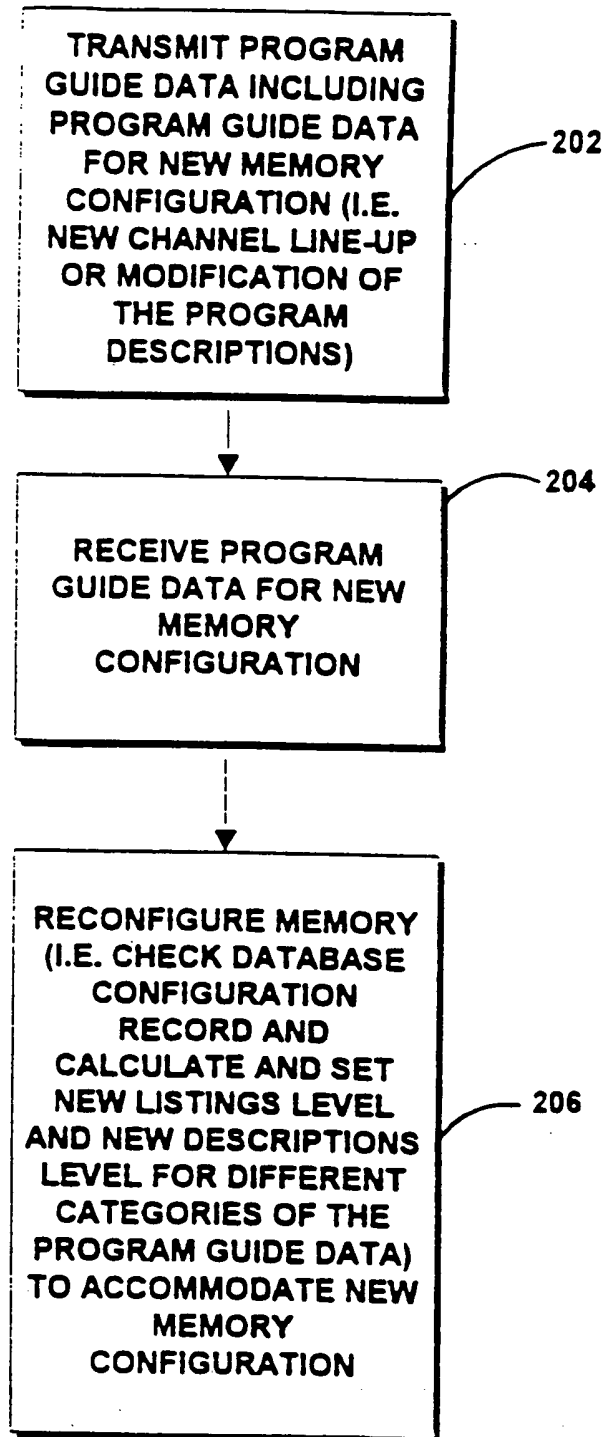 TRANSMIT PROGRAM
GUIDE DATA INCLUDING
PROGRAM GUIDE DATA
FOR NEW MEMORY
CONFIGURATION (I.E.
NEW CHANNEL LINE-UP
OR MODIFICATION OF
THE PROGRAM
DESCRIPTIONS)
202
204
RECEIVE PROGRAM
GUIDE DATA FOR NEW
MEMORY
CONFIGURATION
RECONFIGURE MEMORY
(I.E. CHECK DATABASE
CONFIGURATION
RECORD AND
CALCULATE AND SET
NEW LISTINGS LEVEL
AND NEW DESCRIPTIONS
LEVEL FOR DIFFERENT
CATEGORIES OF THE
PROGRAM GUIDE DATA)
TO ACCOMMODATE NEW
MEMORY
CONFIGURATION
206